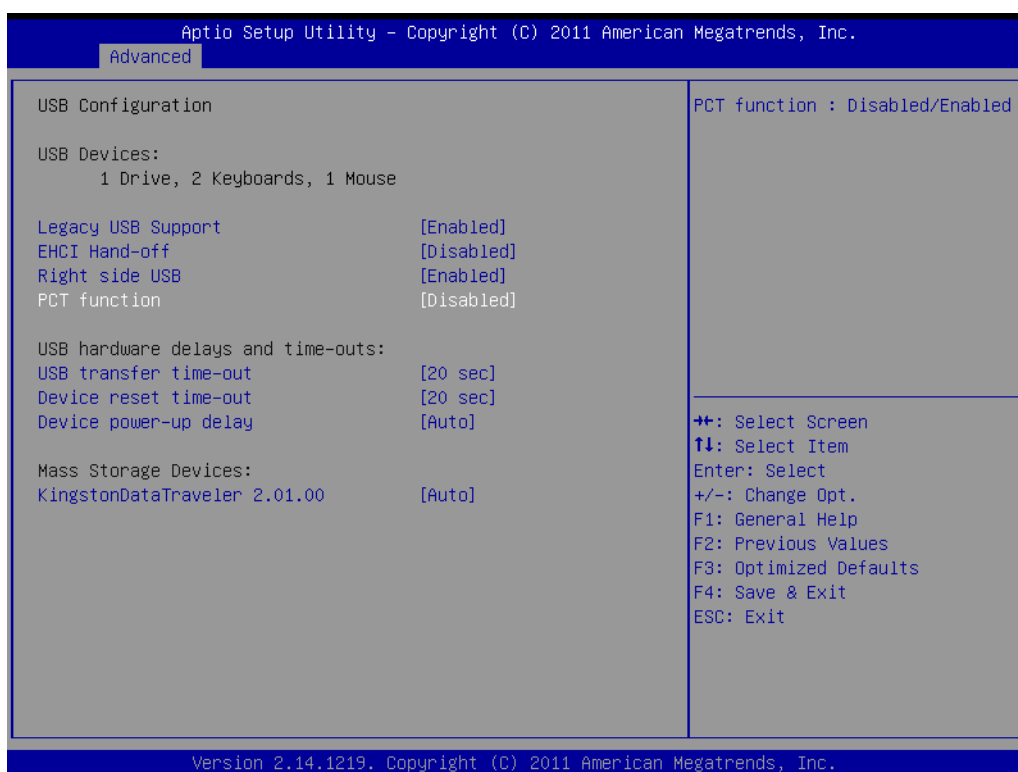 Aptio Setup Utility – Copyright (C) 2011 American Megatrends, Inc.
Advanced
USB Configuration
USB Devices:
1 Drive, 2 Keyboards, 1 Mouse
Legacy USB Support [Enabled]
EHCI Hand-off [Disabled]
Right side USB [Enabled]
PCT function [Disabled]
USB hardware delays and time-outs:
USB transfer time-out [20 sec]
Device reset time-out [20 sec]
Device power-up delay [Auto]
Mass Storage Devices:
KingstonDataTraveler 2.01.00 [Auto]
PCT function : Disabled/Enabled
→←: Select Screen
↑↓: Select Item
Enter: Select
+/-: Change Opt.
F1: General Help
F2: Previous Values
F3: Optimized Defaults
F4: Save & Exit
ESC: Exit
Version 2.14.1219. Copyright (C) 2011 American Megatrends, Inc.